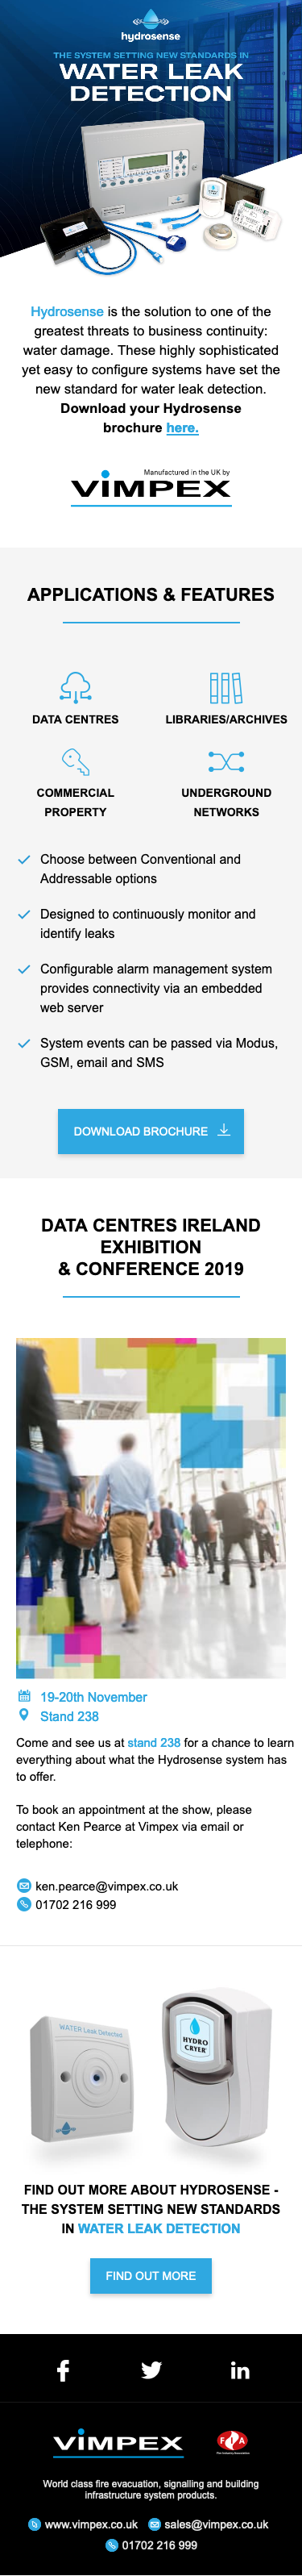 hydrosense
THE SYSTEM SETTING NEW STANDARDS IN
WATER LEAK
DETECTION
Hydrosense is the solution to one of the
greatest threats to business continuity:
water damage. These highly sophisticated
yet easy to configure systems have set the
new standard for water leak detection.
Download your Hydrosense
brochure here.
Manufactured in the UK by
VIMPEX
APPLICATIONS & FEATURES
DATA CENTRES
LIBRARIES/ARCHIVES
COMMERCIAL
PROPERTY
UNDERGROUND
NETWORKS
Choose between Conventional and
Addressable options
Designed to continuously monitor and
identify leaks
Configurable alarm management system
provides connectivity via an embedded
web server
System events can be passed via Modus,
GSM, email and SMS
DOWNLOAD BROCHURE
DATA CENTRES IRELAND
EXHIBITION
& CONFERENCE 2019
19-20th November
Stand 238
Come and see us at stand 238 for a chance to learn
everything about what the Hydrosense system has
to offer.
To book an appointment at the show, please
contact Ken Pearce at Vimpex via email or
telephone:
ken.pearce@vimpex.co.uk
01702 216 999
WATER Leak Detected
HYDRO
CRYER
FIND OUT MORE ABOUT HYDROSENSE -
THE SYSTEM SETTING NEW STANDARDS
IN WATER LEAK DETECTION
FIND OUT MORE
VIMPEX
FIA
World class fire evacuation, signalling and building
infrastructure system products.
www.vimpex.co.uk
sales@vimpex.co.uk
01702 216 999